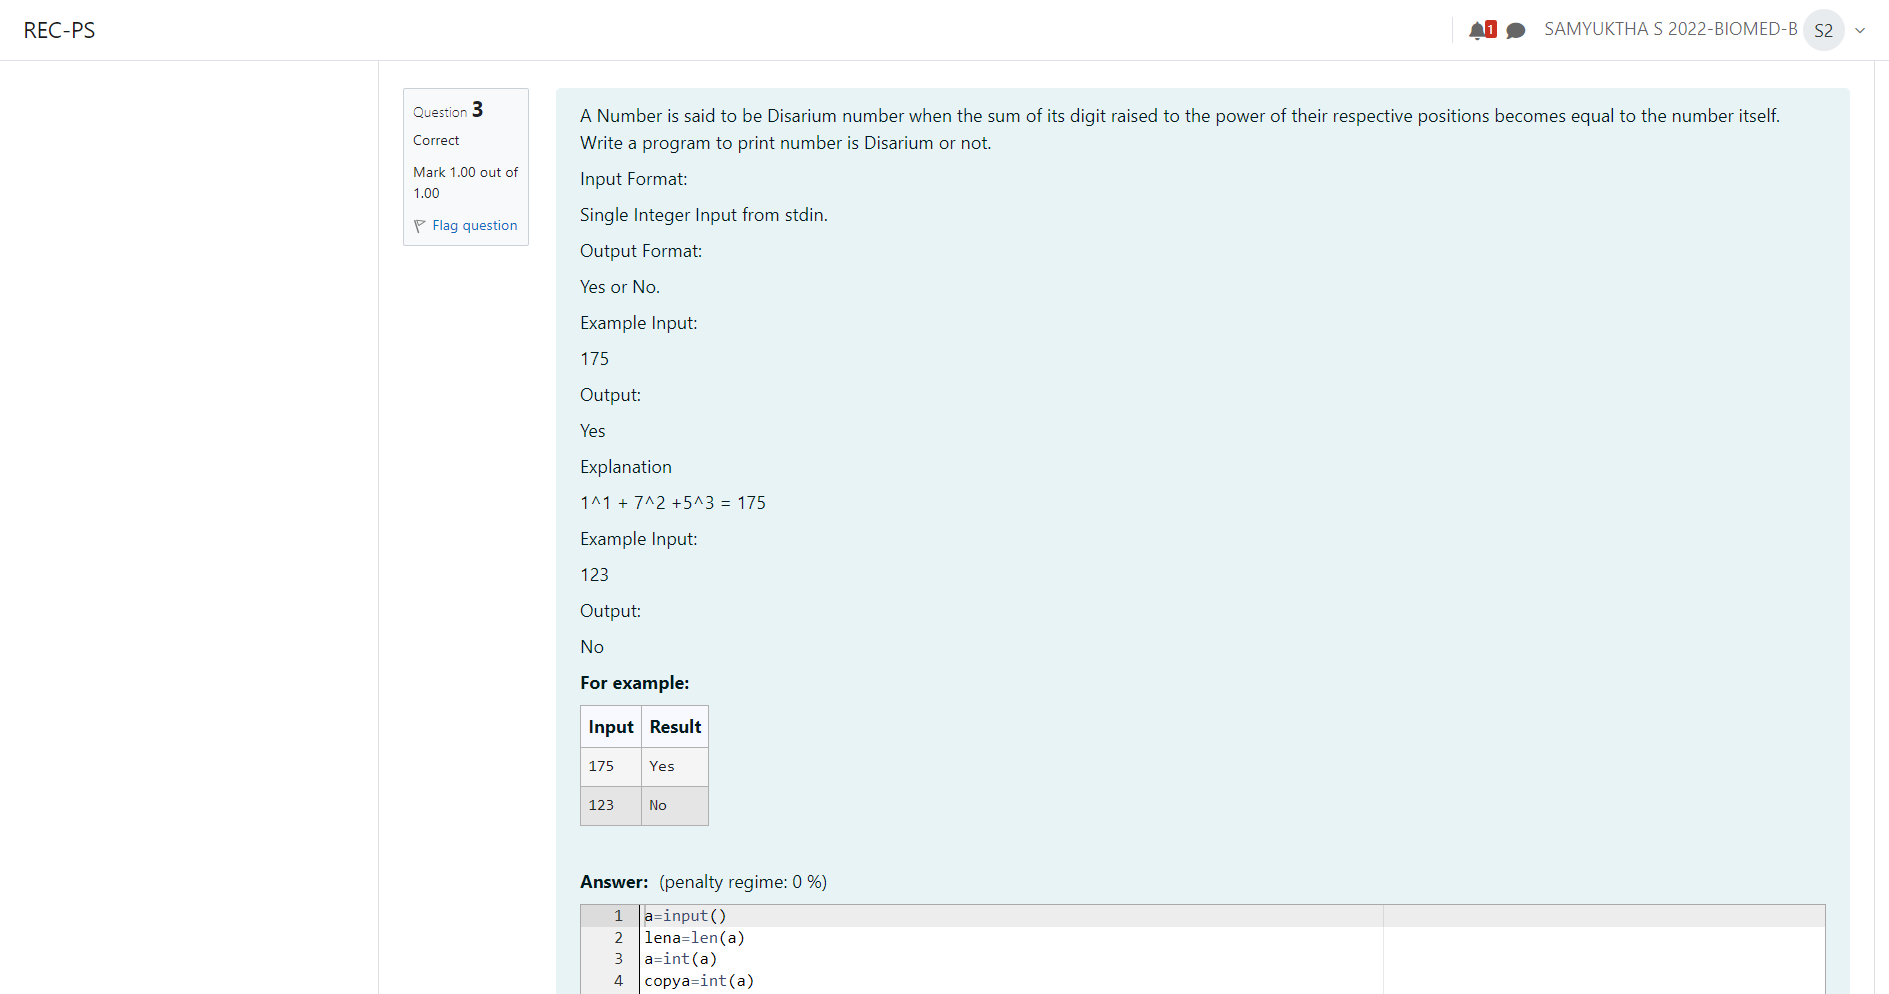 REC-PS
1
SAMYUKTHA S 2022-BIOMED-B
S2
Question 3
Correct
Mark 1.00 out of
1.00
Flag question
A Number is said to be Disarium number when the sum of its digit raised to the power of their respective positions becomes equal to the number itself.
Write a program to print number is Disarium or not.
Input Format:
Single Integer Input from stdin.
Output Format:
Yes or No.
Example Input:
175
Output:
Yes
Explanation
1^1 + 7^2 +5^3 = 175
Example Input:
123
Output:
No
For example:
Input Result
175 Yes
123 No
Answer: (penalty regime: 0 %)
1 a=input()
2 lena=len(a)
3 a=int(a)
4 copya=int(a)